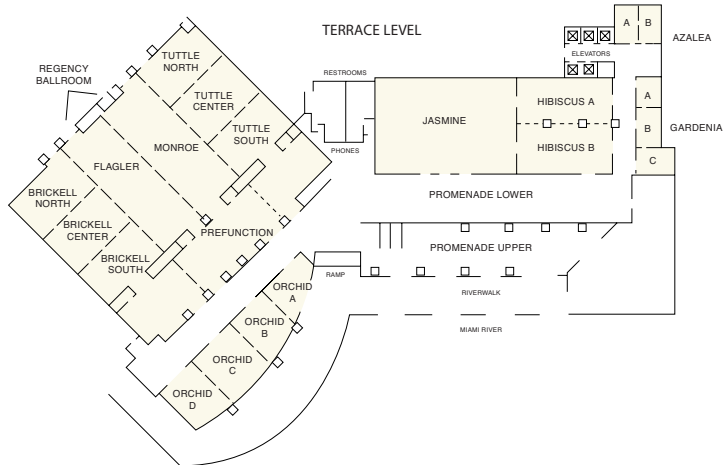 TERRACE LEVEL
A B
AZALEA
ELEVATORS
REGENCY
BALLROOM
TUTTLE
NORTH
RESTROOMS
TUTTLE
CENTER
TUTTLE
SOUTH
PHONES
JASMINE
HIBISCUS A
HIBISCUS B
A
B
C
GARDENIA
MONROE
FLAGLER
BRICKELL
NORTH
BRICKELL
CENTER
BRICKELL
SOUTH
PREFUNCTION
PROMENADE LOWER
PROMENADE UPPER
RAMP
RIVERWALK
MIAMI RIVER
ORCHID
A
ORCHID
B
ORCHID
C
ORCHID
D